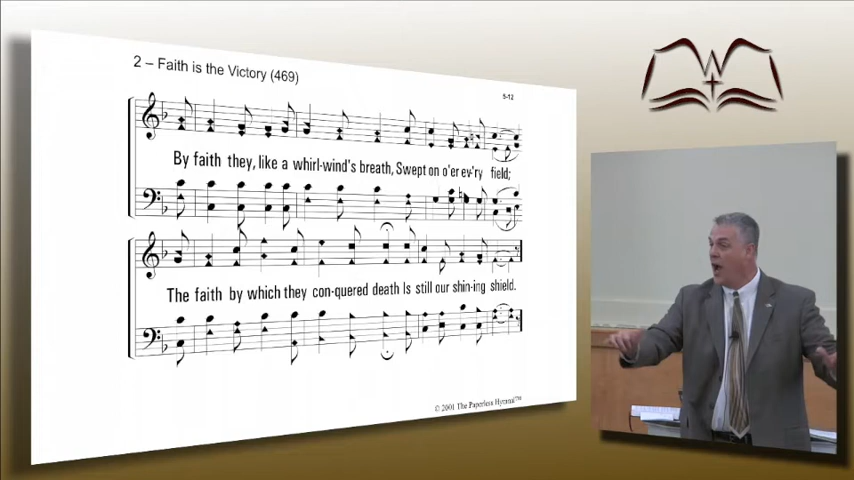 2 – Faith is the Victory (469)
5-12
By faith they, like a whirl-wind's breath, Swept on o'er ev'ry field;
The faith by which they con-quered death Is still our shin-ing shield.
© 2001 The Paperless Hymnal™